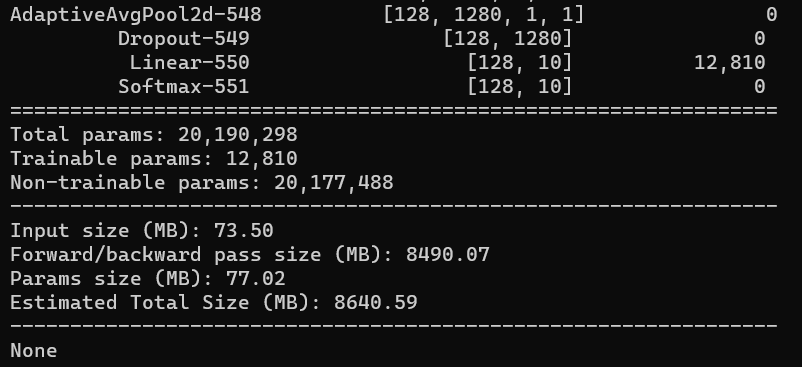 AdaptiveAvgPool2d-548          [128, 1280, 1, 1]               0
         Dropout-549                [128, 1280]               0
          Linear-550                  [128, 10]          12,810
         Softmax-551                  [128, 10]               0
================================================================
Total params: 20,190,298
Trainable params: 12,810
Non-trainable params: 20,177,488
----------------------------------------------------------------
Input size (MB): 73.50
Forward/backward pass size (MB): 8490.07
Params size (MB): 77.02
Estimated Total Size (MB): 8640.59
----------------------------------------------------------------
None